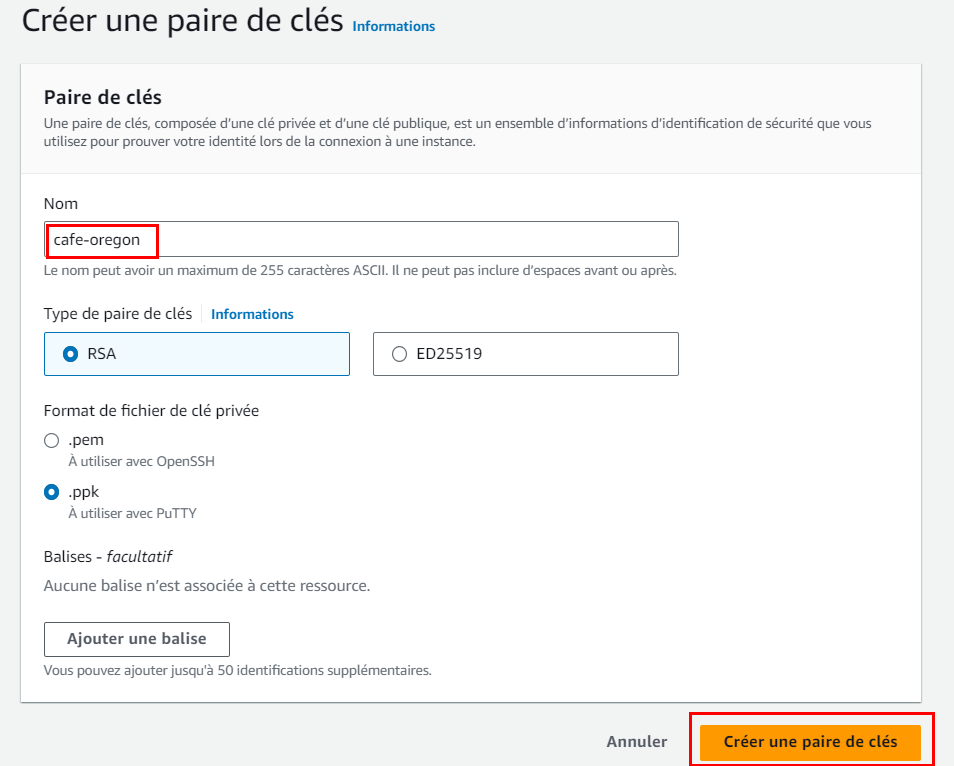 Créer une paire de clés Informations
Paire de clés
Une paire de clés, composée d’une clé privée et d’une clé publique, est un ensemble d’informations d’identification de sécurité que vous
utilisez pour prouver votre identité lors de la connexion à une instance.
Nom
cafe-oregon
Le nom peut avoir un maximum de 255 caractères ASCII. Il ne peut pas inclure d’espaces avant ou après.
Type de paire de clés Informations
RSA ED25519
Format de fichier de clé privée
.pem
À utiliser avec OpenSSH
.ppk
À utiliser avec PuTTY
Balises - facultatif
Aucune balise n’est associée à cette ressource.
Ajouter une balise
Vous pouvez ajouter jusqu'à 50 identifications supplémentaires.
Annuler Créer une paire de clés